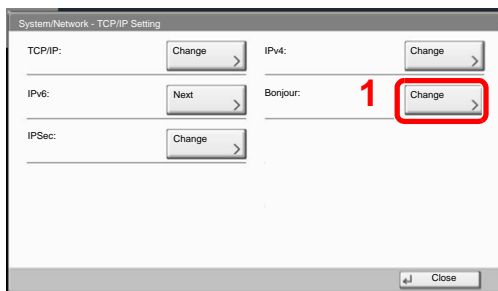 System/Network - TCP/IP Setting
TCP/IP: Change IPv4: Change
IPv6: Next Bonjour: 1 Change
IPSec: Change
Close